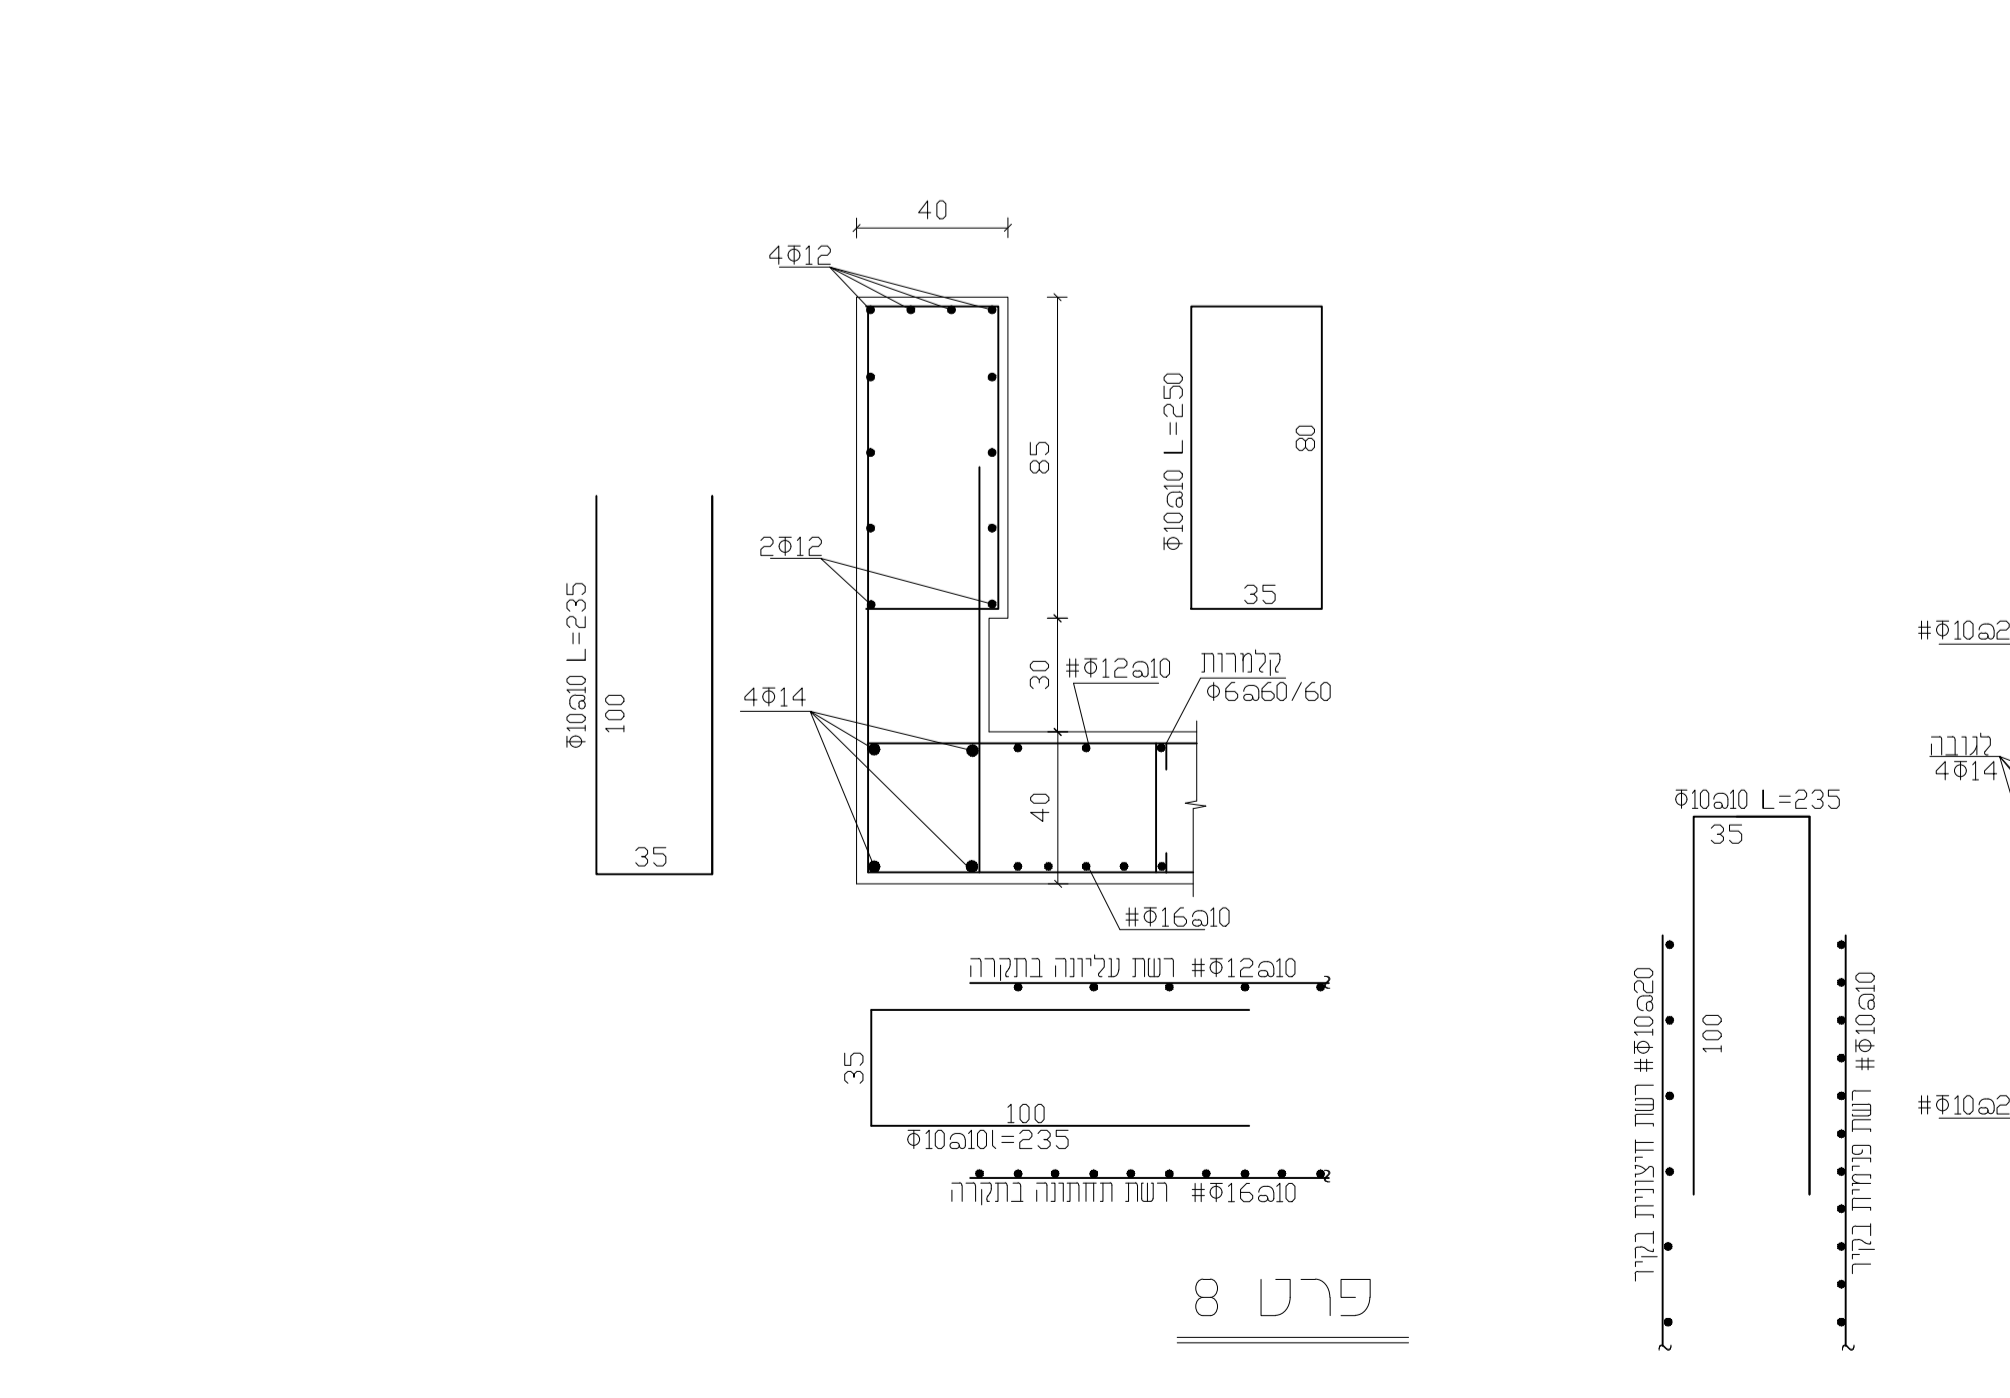 40
4Φ12
85
Φ10@10 L=250
80
35
2Φ12
Φ10@10 L=235
100
35
30
#Φ12@10
קלמרות
Φ6@60/60
4Φ14
40
#Φ16@10
רשת עליונה בתקרה #Φ12@10
35
100
Φ10@10l=235
רשת תחתונה בתקרה #Φ16@10
פרט 8
#Φ10@2
לגובה
4Φ14
Φ10@10 L=235
35
100
רשת חיצונית בקיר #Φ10@20
רשת פנימית בקיר #Φ10@10
#Φ10@2